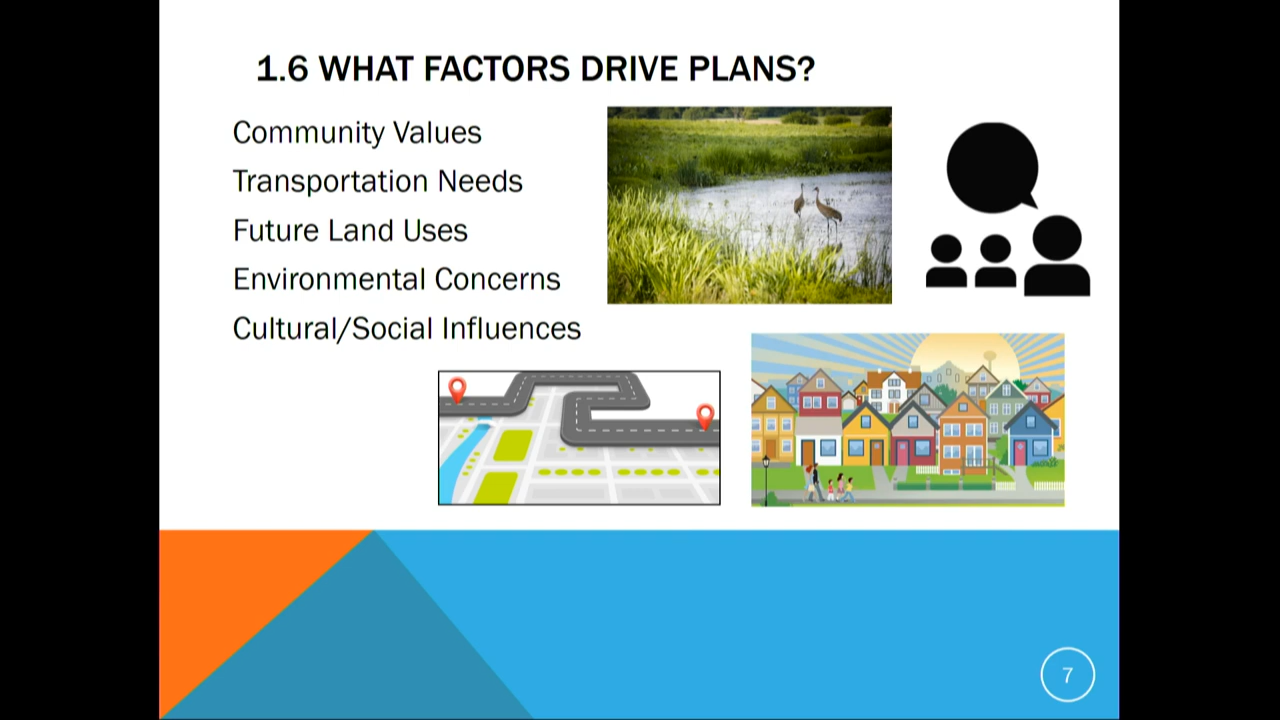 1.6 WHAT FACTORS DRIVE PLANS?
Community Values
Transportation Needs
Future Land Uses
Environmental Concerns
Cultural/Social Influences
7